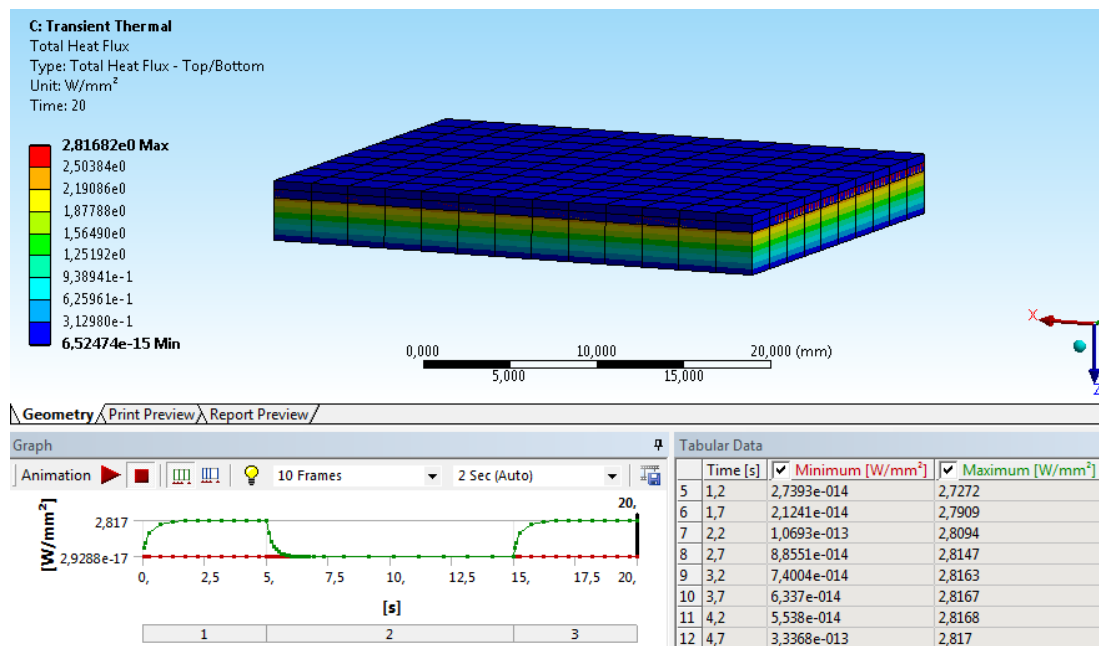 C: Transient Thermal
Total Heat Flux
Type: Total Heat Flux - Top/Bottom
Unit: W/mm²
Time: 20
2,81682e0 Max
2,50384e0
2,19086e0
1,87788e0
1,56490e0
1,25192e0
9,38941e-1
6,25961e-1
3,12980e-1
6,52474e-15 Min
0,000 10,000 20,000 (mm)
5,000 15,000
X
Z
Geometry Print Preview Report Preview
Graph
Animation 10 Frames 2 Sec (Auto)
20,
[W/mm²]
2,817
2,9288e-17
0, 2,5 5, 7,5 10, 12,5 15, 17,5 20,
[s]
1 2 3
Tabular Data
Time [s] Minimum [W/mm²] Maximum [W/mm²]
5 1,2 2,7393e-014 2,7272
6 1,7 2,1241e-014 2,7909
7 2,2 1,0693e-013 2,8094
8 2,7 8,8551e-014 2,8147
9 3,2 7,4004e-014 2,8163
10 3,7 6,337e-014 2,8167
11 4,2 5,538e-014 2,8168
12 4,7 3,3368e-013 2,817